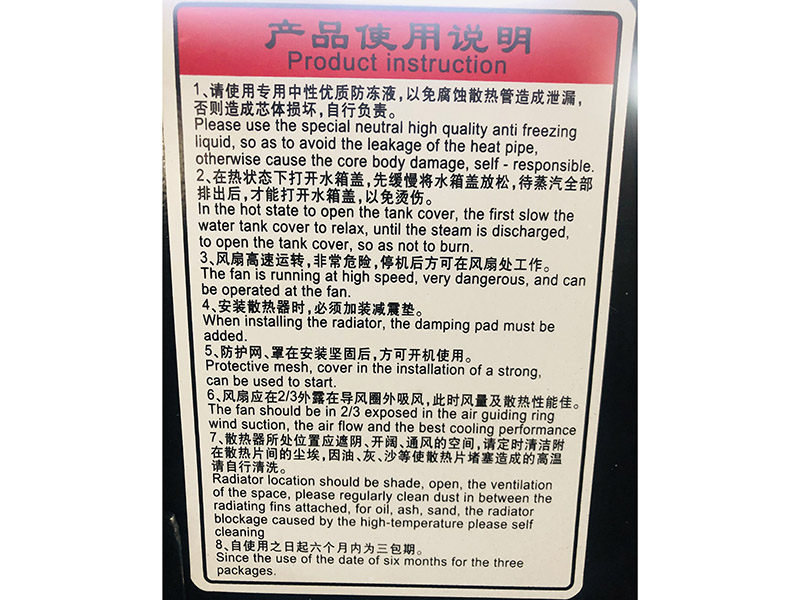 产品使用说明
Product instruction
1、请使用专用中性优质防冻液，以免腐蚀散热管造成泄漏，
否则造成芯体损坏，自行负责。
Please use the special neutral high quality anti freezing
liquid, so as to avoid the leakage of the heat pipe,
otherwise cause the core body damage, self - responsible.
2、在热状态下打开水箱盖，先缓慢将水箱盖放松，待蒸汽全部
排出后，才能打开水箱盖，以免烫伤。
In the hot state to open the tank cover, the first slow the
water tank cover to relax, until the steam is discharged,
to open the tank cover, so as not to burn.
3、风扇高速运转，非常危险，停机后方可在风扇处工作。
The fan is running at high speed, very dangerous, and can
be operated at the fan.
4、安装散热器时，必须加装减震垫。
When installing the radiator, the damping pad must be
added.
5、防护网、罩在安装坚固后，方可开机使用。
Protective mesh, cover in the installation of a strong,
can be used to start.
6、风扇应在2/3外露在导风圈外吸风，此时风量及散热性能佳。
The fan should be in 2/3 exposed in the air guiding ring
wind suction, the air flow and the best cooling performance
7、散热器所处位置应遮阴、开阔、通风的空间，请定时清洁附
在散热片间的尘埃，因油、灰、沙等使散热片堵塞造成的高温
请自行清洗。
Radiator location should be shade, open, the ventilation
of the space, please regularly clean dust in between the
radiating fins attached, for oil, ash, sand, the radiator
blockage caused by the high-temperature please self
cleaning
8、自使用之日起六个月内为三包期。
Since the use of the date of six months for the three
packages.